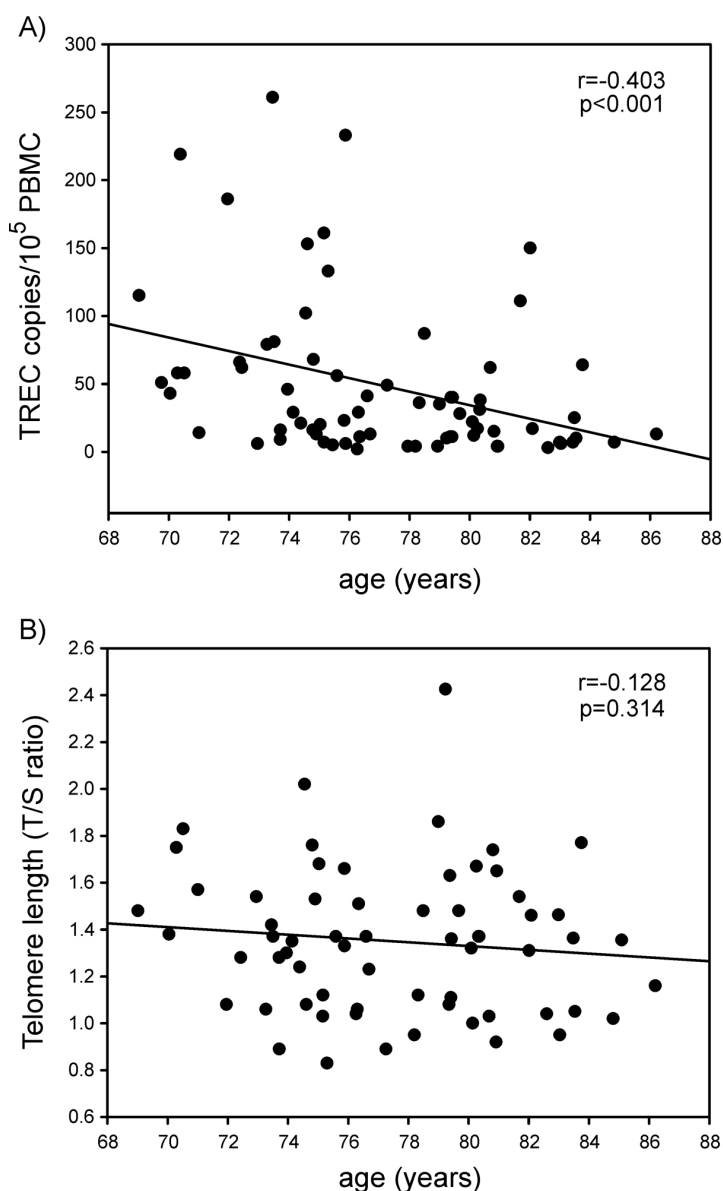 A)
300
250
200
150
100
50
0
TREC copies/10⁵ PBMC
r=-0.403
p<0.001
68 70 72 74 76 78 80 82 84 86 88
age (years)
B)
2.6
2.4
2.2
2.0
1.8
1.6
1.4
1.2
1.0
0.8
0.6
Telomere length (T/S ratio)
r=-0.128
p=0.314
68 70 72 74 76 78 80 82 84 86 88
age (years)